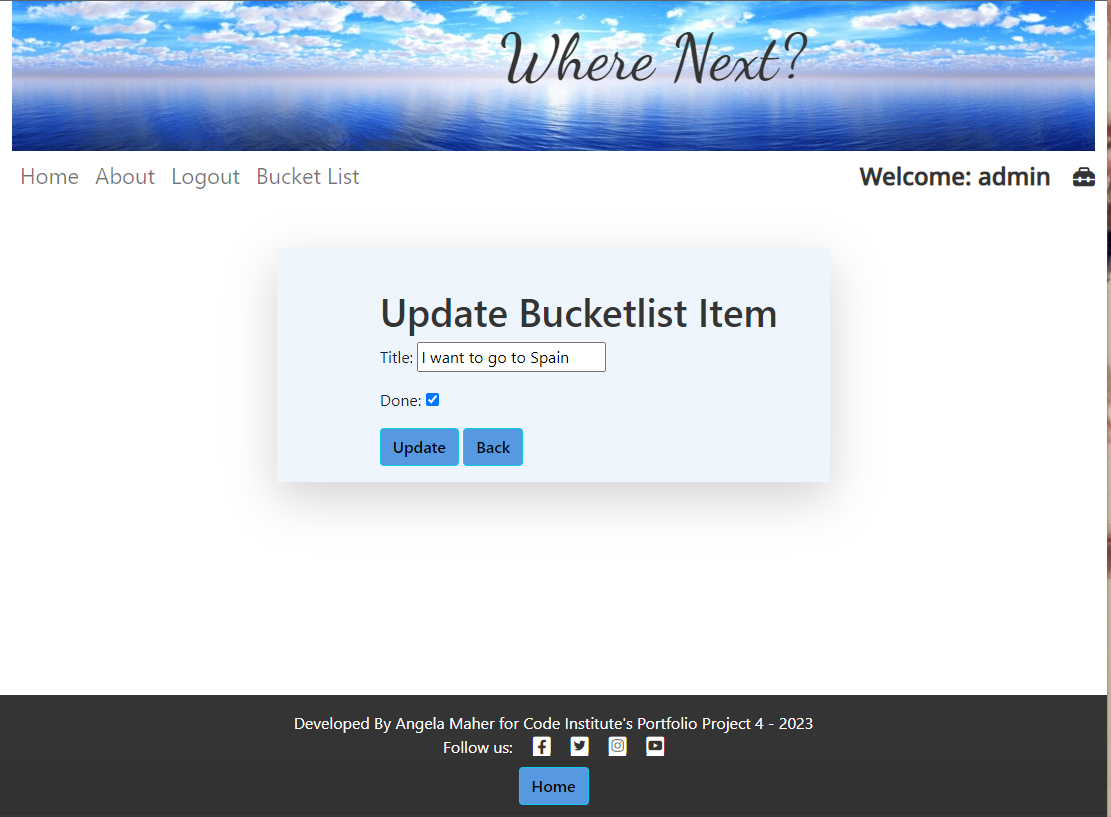 Where Next?
Home About Logout Bucket List Welcome: admin
Update Bucketlist Item
Title: I want to go to Spain
Done:
Update Back
Developed By Angela Maher for Code Institute's Portfolio Project 4 - 2023
Follow us:
Home